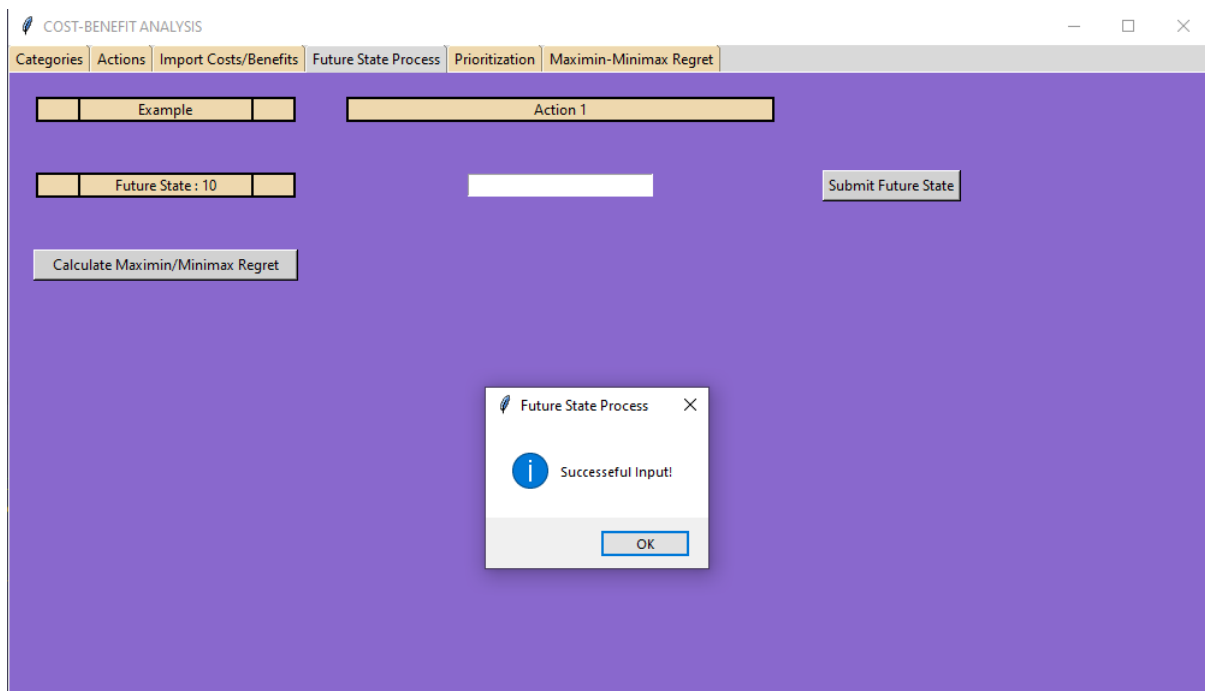 COST-BENEFIT ANALYSIS
Categories Actions Import Costs/Benefits Future State Process Prioritization Maximin-Minimax Regret
Example Action 1
Future State : 10 Submit Future State
Calculate Maximin/Minimax Regret
Future State Process
Successeful Input!
OK